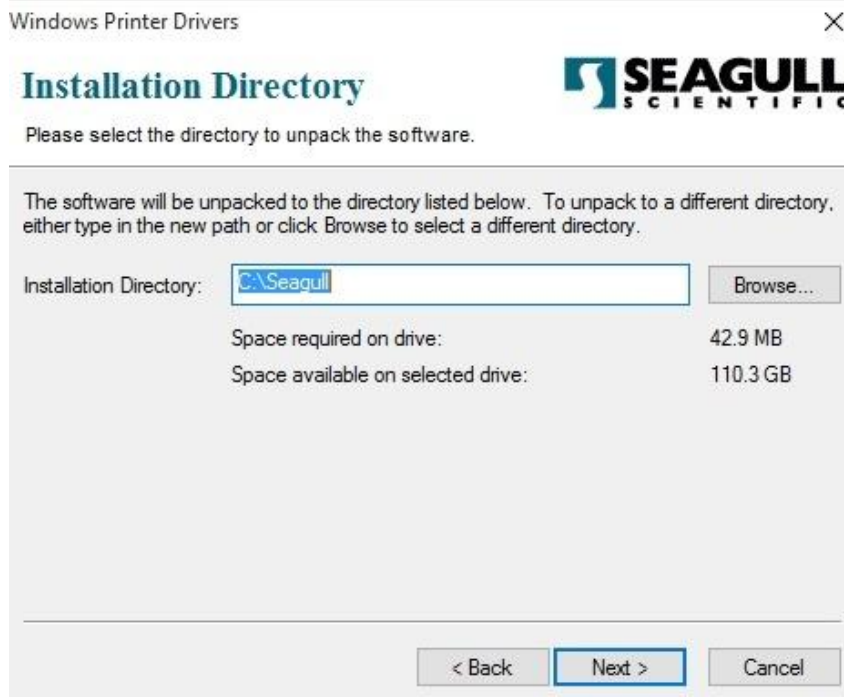 Windows Printer Drivers
Installation Directory
SEAGULL
SCIENTIFIC
Please select the directory to unpack the software.
The software will be unpacked to the directory listed below. To unpack to a different directory,
either type in the new path or click Browse to select a different directory.
Installation Directory: C:\Seagull Browse...
Space required on drive: 42.9 MB
Space available on selected drive: 110.3 GB
< Back Next > Cancel